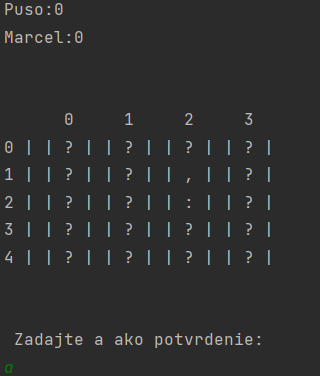 Puso:0
Marcel:0
0 1 2 3
0 | | ? | | ? | | ? | | ? |
1 | | ? | | ? | | , | | ? |
2 | | ? | | ? | | : | | ? |
3 | | ? | | ? | | ? | | ? |
4 | | ? | | ? | | ? | | ? |
Zadajte a ako potvrdenie:
a